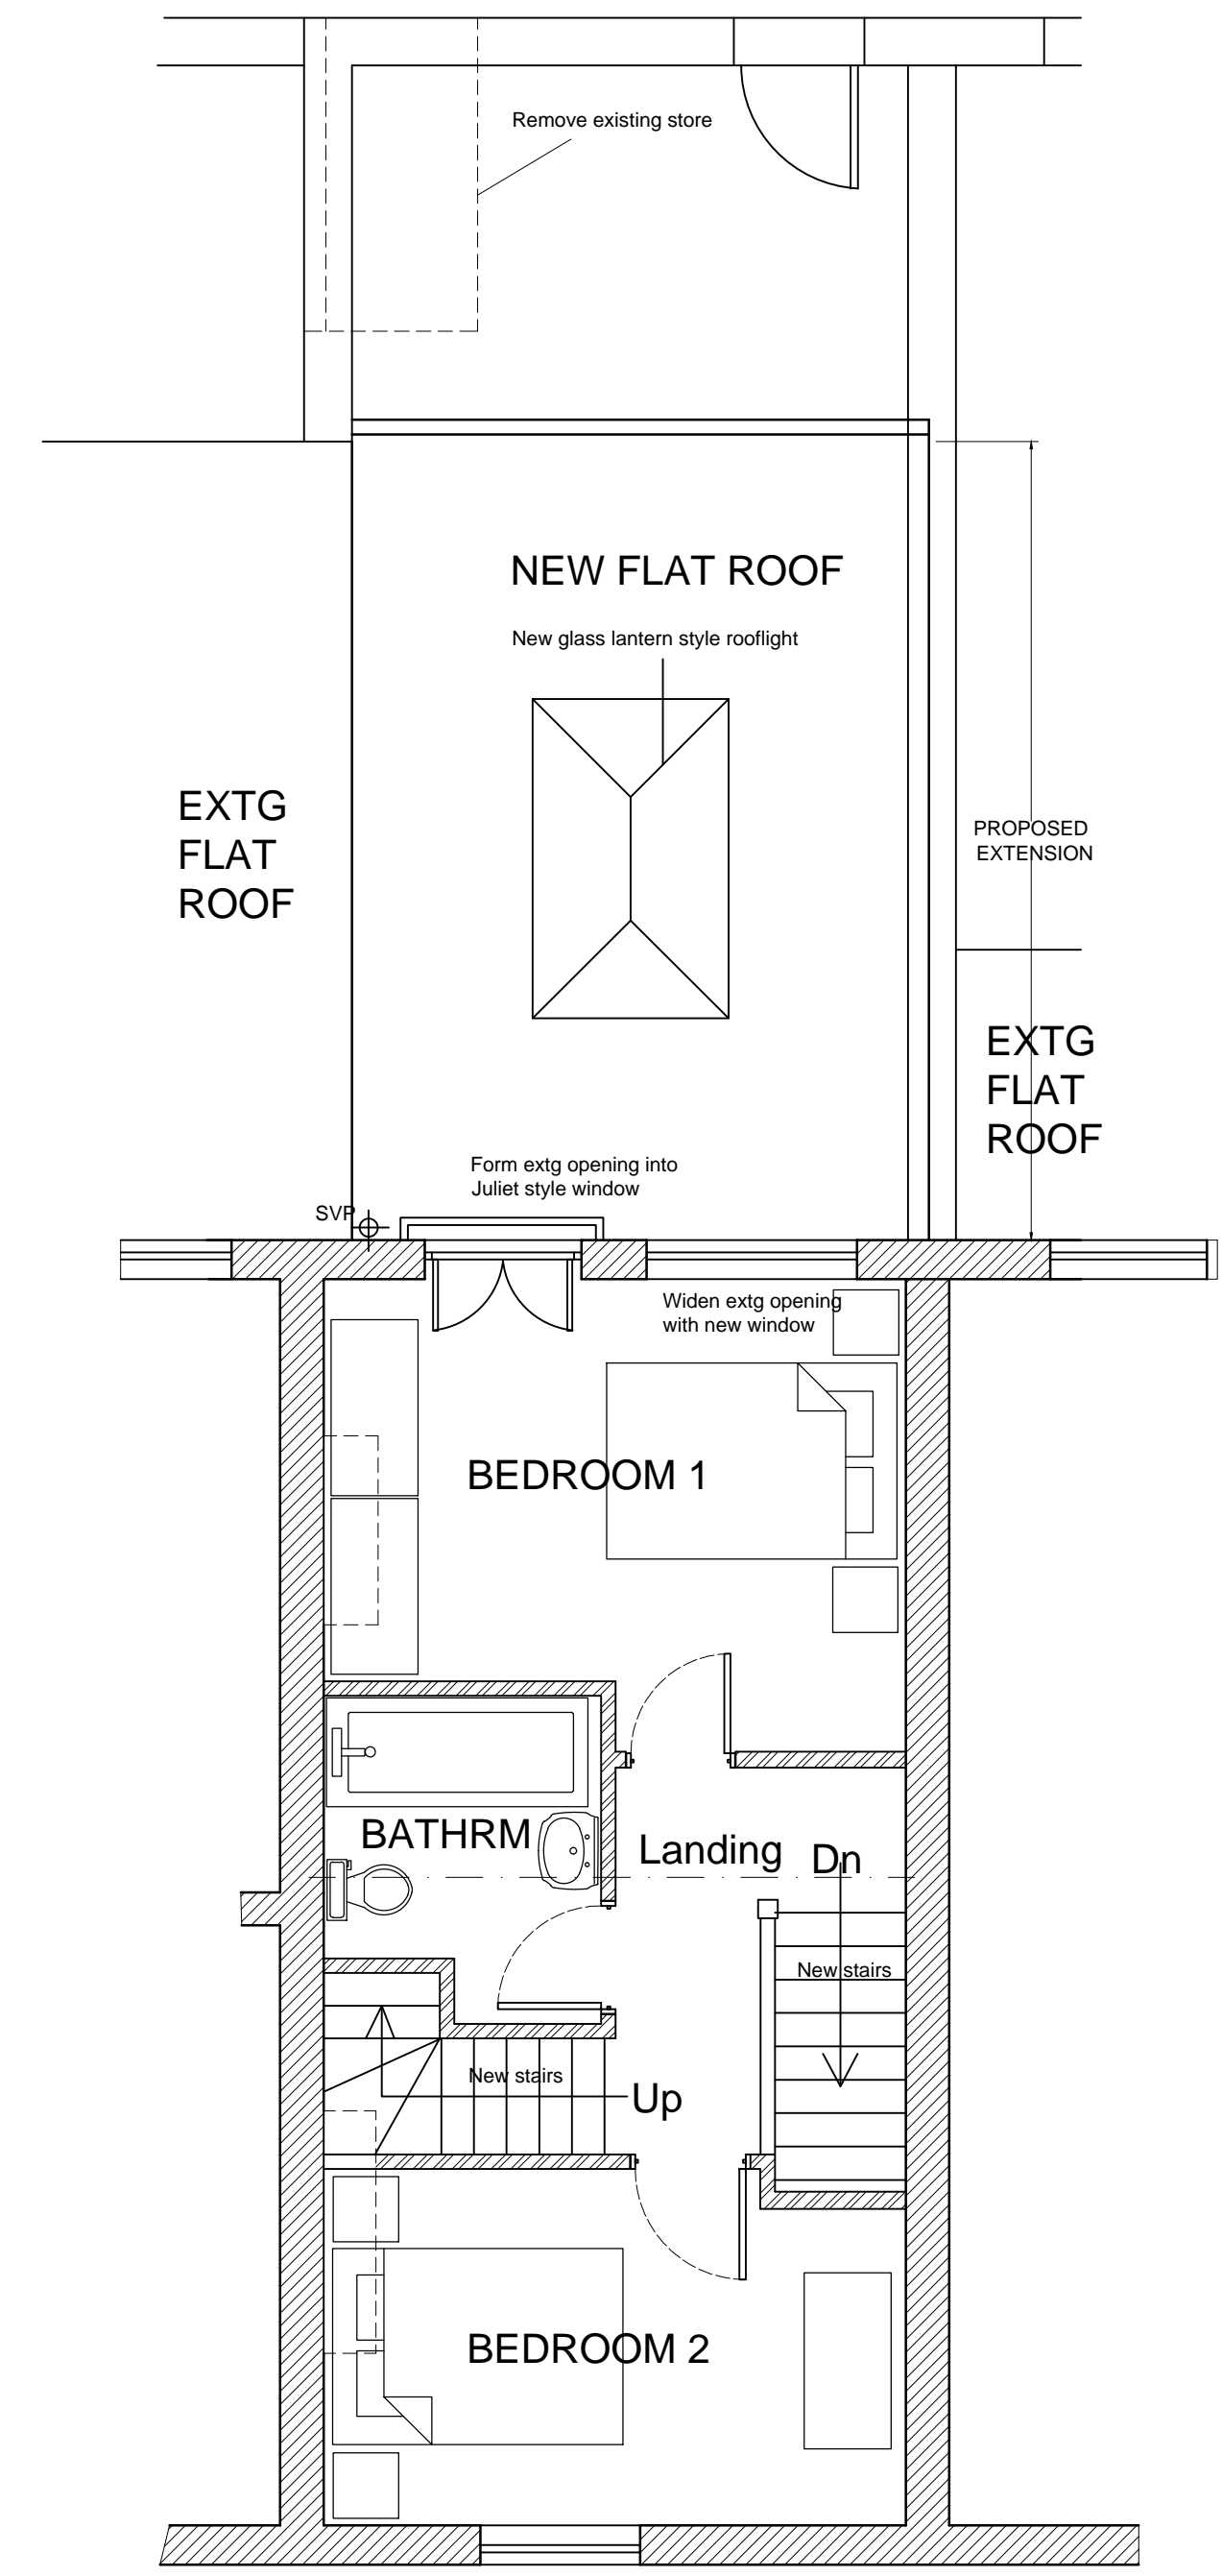 Remove existing store
NEW FLAT ROOF
New glass lantern style rooflight
EXTG
FLAT
ROOF
PROPOSED
EXTENSION
EXTG
FLAT
ROOF
Form extg opening into
Juliet style window
SVP
Widen extg opening
with new window
BEDROOM 1
BATHRM
Landing
Dn
New stairs
New stairs
Up
BEDROOM 2